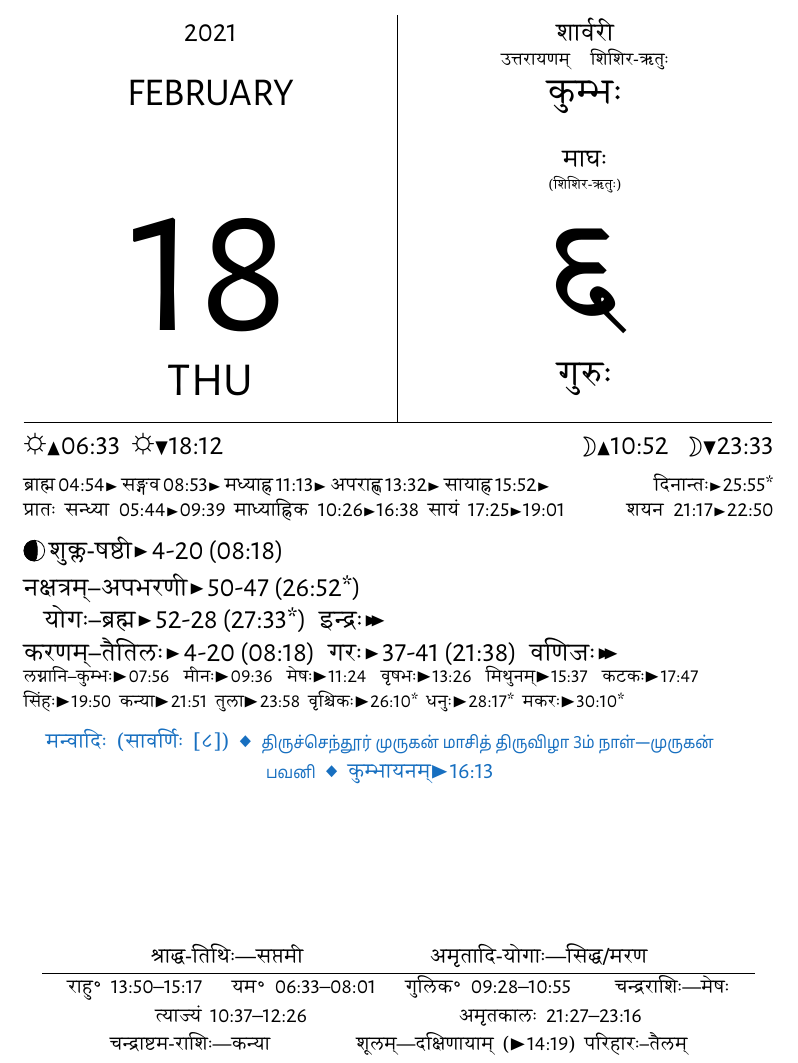 2021
FEBRUARY
18
THU
शार्वरी
उत्तरायणम् शिशिर-ऋतुः
कुम्भः
माघः
(शिशिर-ऋतुः)
६
गुरुः
☼▲06:33 ☼▼18:12 ☽▲10:52 ☽▼23:33
ब्राह्म 04:54► सङ्गव 08:53► मध्याह्न 11:13► अपराह्ण 13:32► सायाह्न 15:52► दिनान्तः►25:55*
प्रातः सन्ध्या 05:44►09:39 माध्याह्निक 10:26►16:38 सायं 17:25►19:01 शयन 21:17►22:50
शुक्ल-षष्ठी►4-20 (08:18)
नक्षत्रम्–अपभरणी►50-47 (26:52*)
योगः–ब्रह्म►52-28 (27:33*) इन्द्रः►►
करणम्–तैतिलः►4-20 (08:18) गरः►37-41 (21:38) वणिजः►►
लग्नानि–कुम्भः►07:56 मीनः►09:36 मेषः►11:24 वृषभः►13:26 मिथुनम्►15:37 कटकः►17:47
सिंहः►19:50 कन्या►21:51 तुला►23:58 वृश्चिकः►26:10* धनुः►28:17* मकरः►30:10*
मन्वादिः (सावर्णिः [८]) ◆ திருச்செந்தூர் முருகன் மாசித் திருவிழா 3ம் நாள்—முருகன்
பவனி ◆ कुम्भायनम्►16:13
श्राद्ध-तिथिः—सप्तमी अमृतादि-योगाः—सिद्ध/मरण
राहु॰ 13:50–15:17 यम॰ 06:33–08:01 गुलिक॰ 09:28–10:55 चन्द्रराशिः—मेषः
त्याज्यं 10:37–12:26 अमृतकालः 21:27–23:16
चन्द्राष्टम-राशिः—कन्या शूलम्—दक्षिणायाम् (►14:19) परिहारः–तैलम्